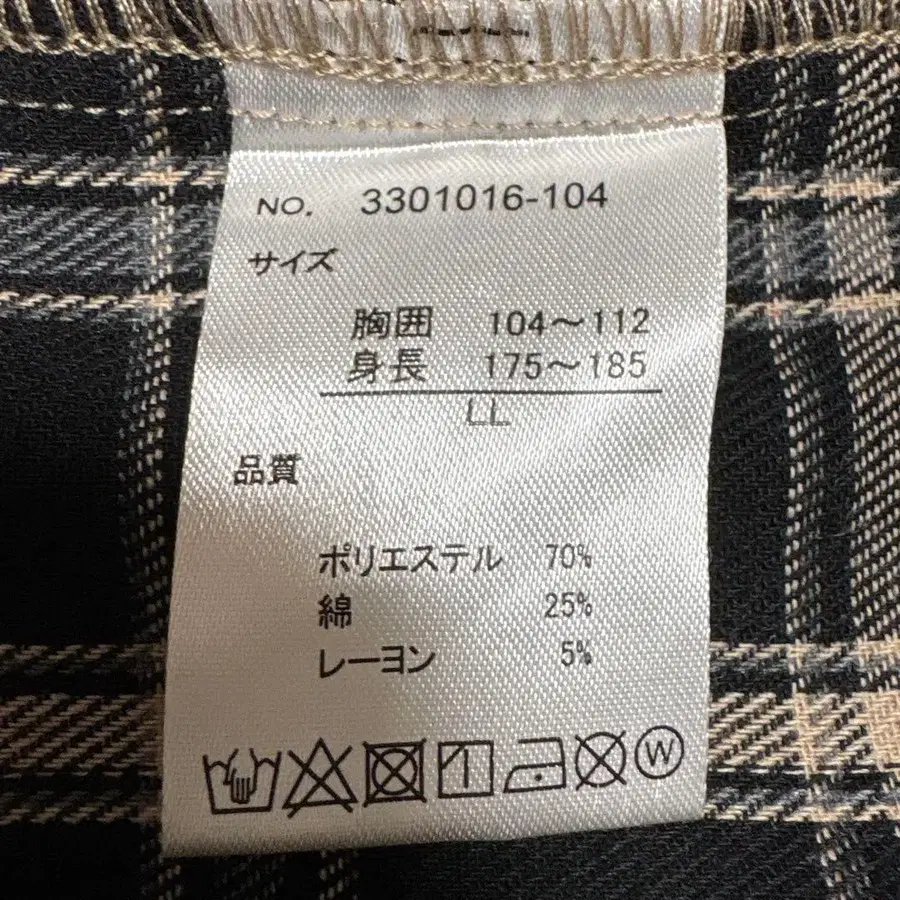 NO. 3301016-104
サイズ
胸囲 104～112
身長 175～185
LL
品質
ポリエステル 70%
綿 25%
レーヨン 5%
W